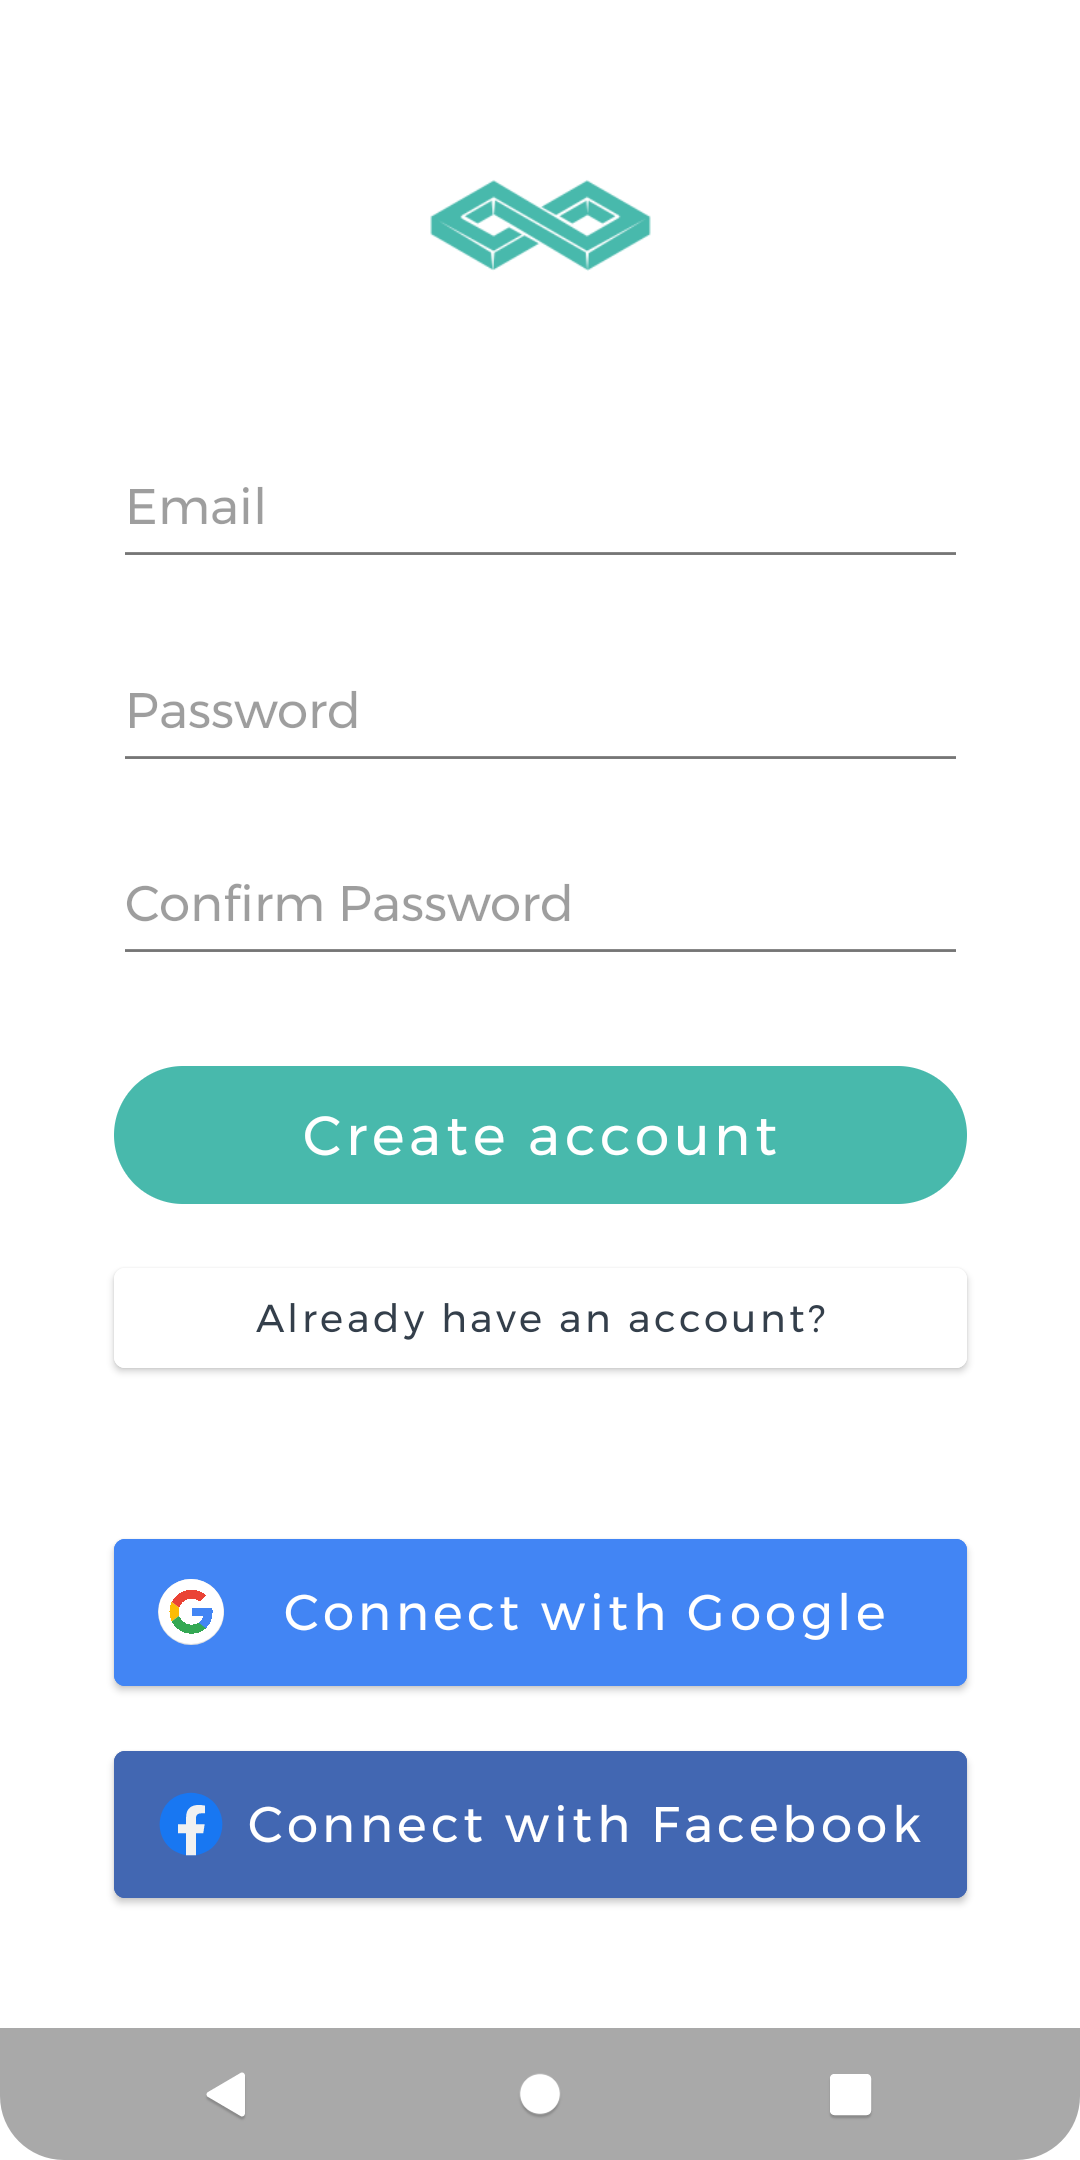 Email
Password
Confirm Password
Create account
Already have an account?
Connect with Google
Connect with Facebook